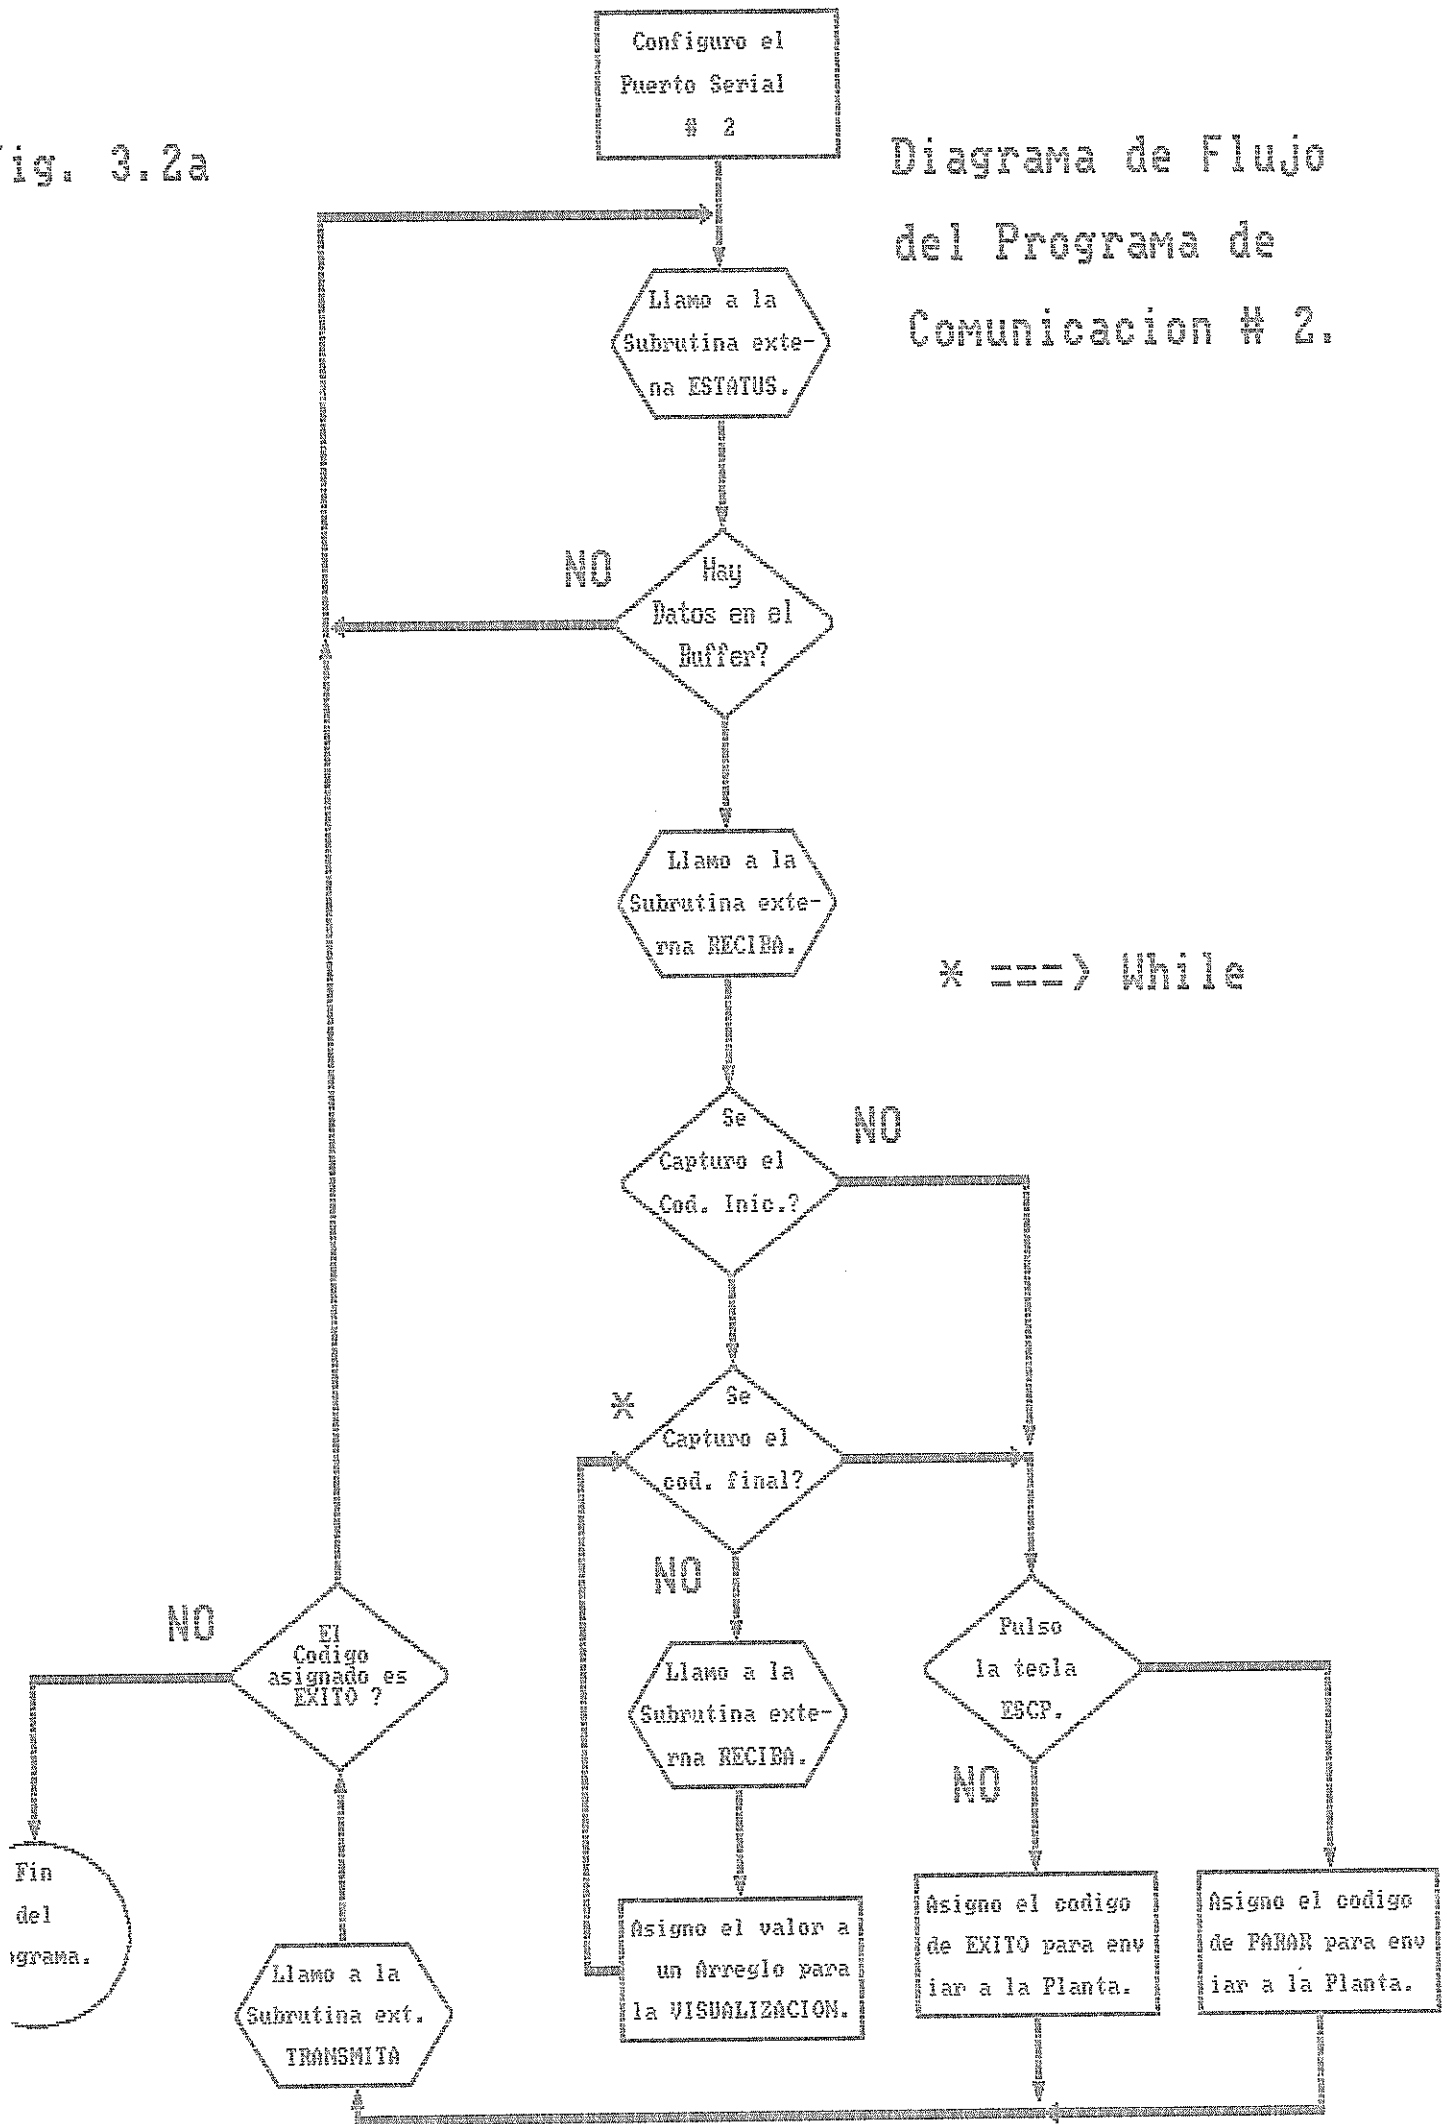 Configuro el
Puerto Serial
# 2
ig. 3.2a
Diagrama de Flujo
del Programa de
Comunicacion # 2.
Llamo a la
Subrutina exte-
na ESTATUS.
NO
Hay
Datos en el
Buffer?
Llamo a la
Subrutina exte-
rna RECIBA.
* ===> While
Se
Capturo el
Cod. Inic.?
NO
*
Se
Capturo el
cod. final?
NO
NO
El
Codigo
asignado es
EXITO ?
Llamo a la
Subrutina exte-
rna RECIBA.
Pulso
la tecla
ESCP.
NO
Fin
del
ograma.
Llamo a la
Subrutina ext.
TRANSMITA
Asigno el valor a
un Arreglo para
la VISUALIZACION.
Asigno el codigo
de EXITO para env
iar a la Planta.
Asigno el codigo
de PARAR para env
iar a la Planta.